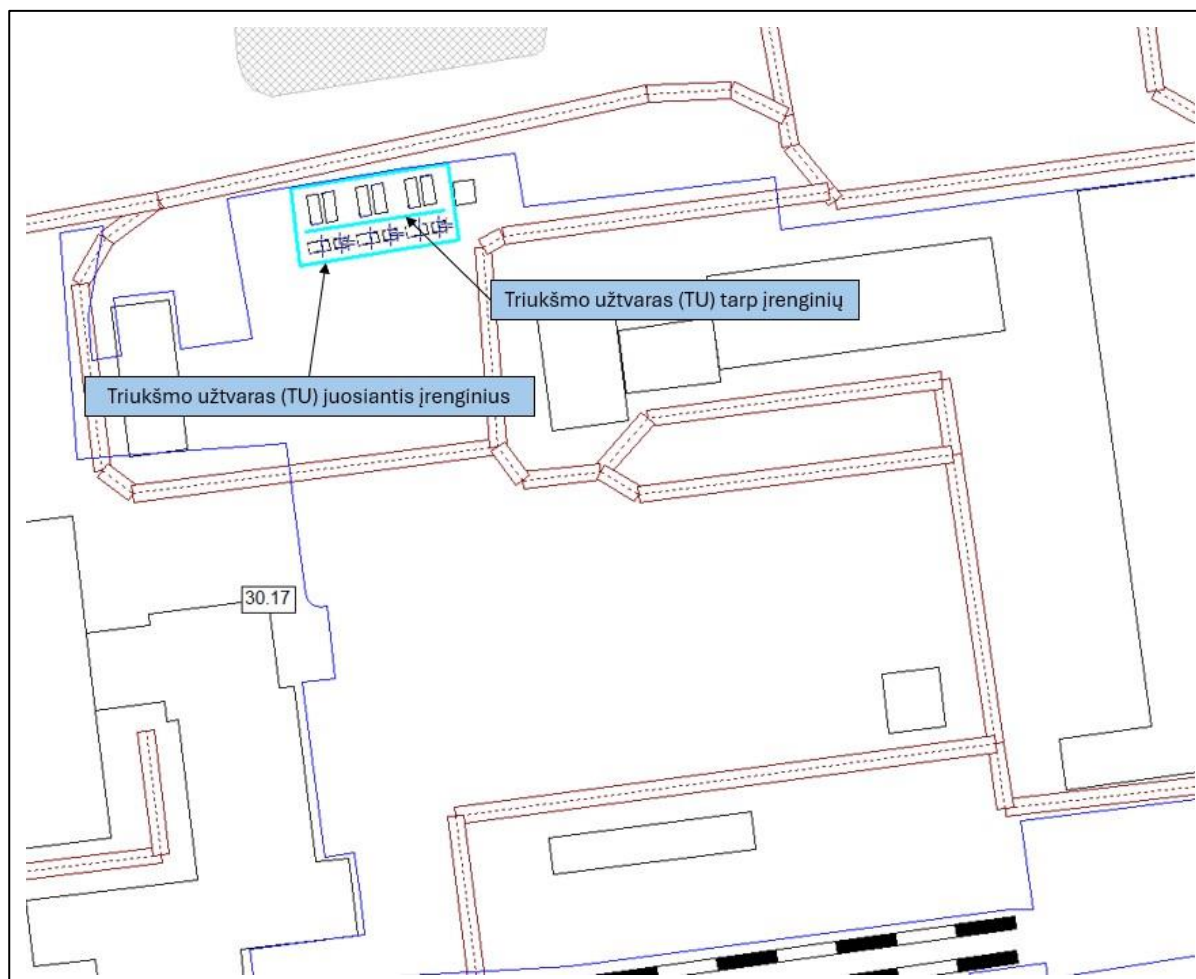 Triukšmo užtvaras (TU) tarp įrenginių
Triukšmo užtvaras (TU) juosiantis įrenginius
30.17